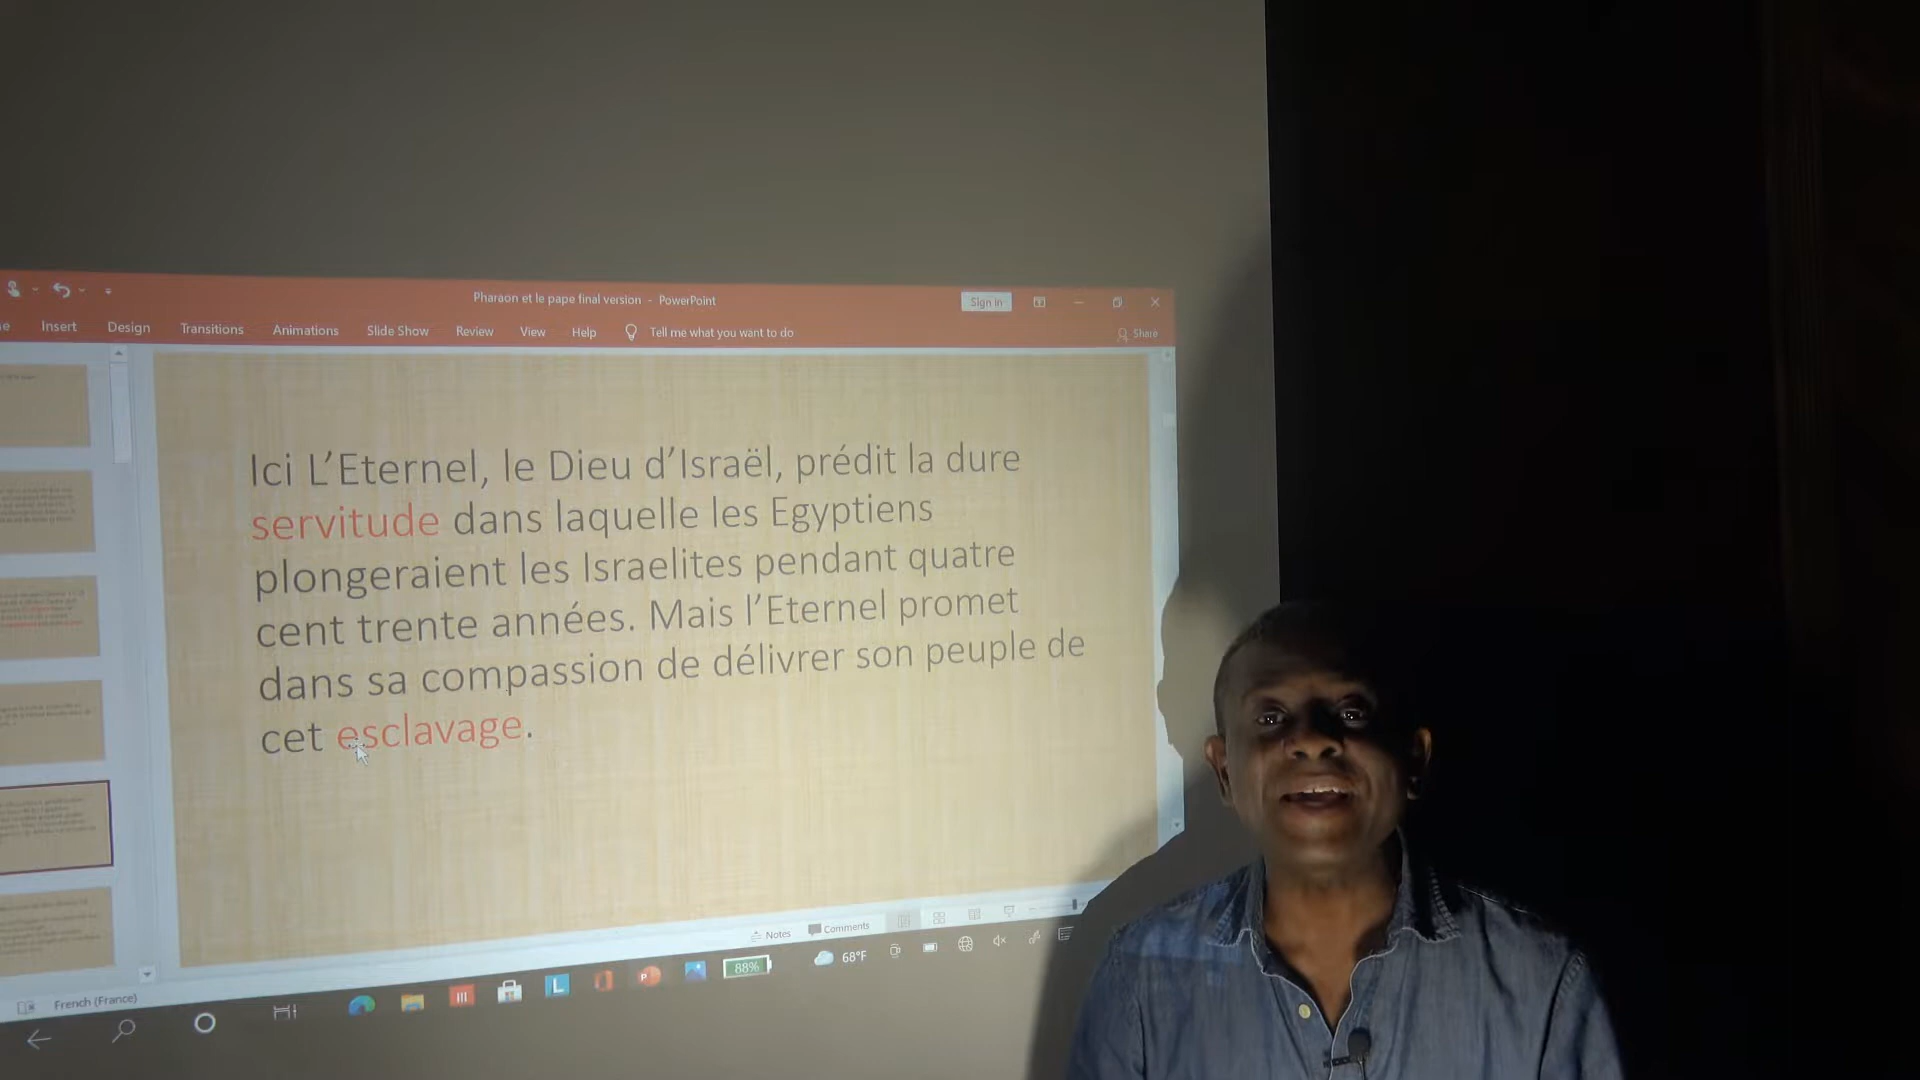 Pharaon et le pape final version - PowerPoint
Sign in
Insert Design Transitions Animations Slide Show Review View Help Tell me what you want to do Share
Ici L’Eternel, le Dieu d’Israël, prédit la dure
servitude dans laquelle les Egyptiens
plongeraient les Israelites pendant quatre
cent trente années. Mais l’Eternel promet
dans sa compassion de délivrer son peuple de
cet esclavage.
Notes Comments
French (France)
88% 68°F